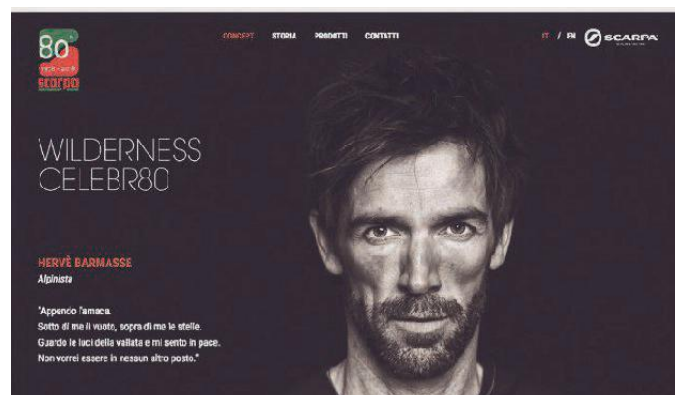 80
scarpa
CONCEPT STORIA PRODOTTI CONTATTI
IT / EN
SCARPA
WILDERNESS
CELEBR80
HERVÈ BARMASSE
Alpinista
"Appendo l'amaca.
Sotto di me il vuoto, sopra di me le stelle.
Guardo le luci della vallata e mi sento in pace.
Non vorrei essere in nessun altro posto."